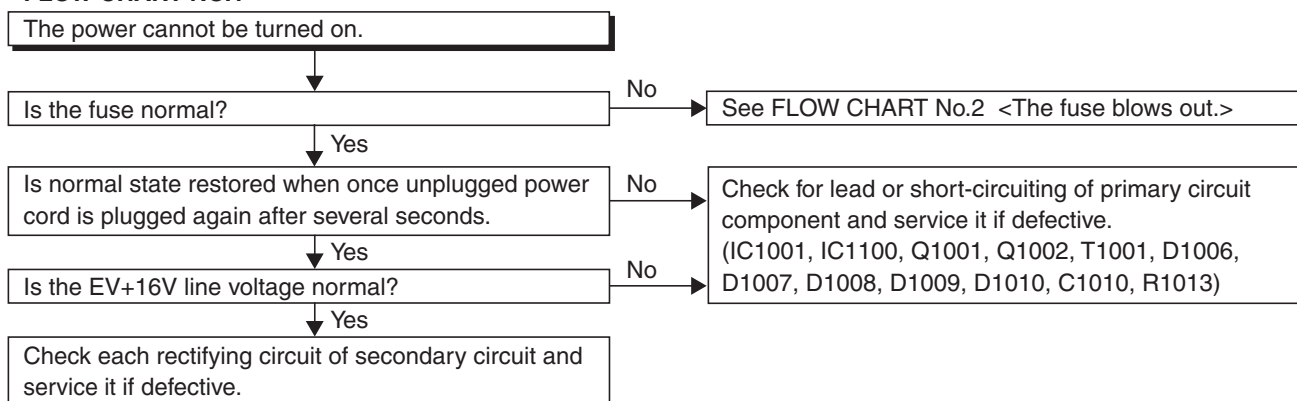 The power cannot be turned on.
Is the fuse normal?
No
See FLOW CHART No.2 <The fuse blows out.>
Yes
Is normal state restored when once unplugged power
cord is plugged again after several seconds.
No
Check for lead or short-circuiting of primary circuit
component and service it if defective.
(IC1001, IC1100, Q1001, Q1002, T1001, D1006,
D1007, D1008, D1009, D1010, C1010, R1013)
Yes
Is the EV+16V line voltage normal?
No
Yes
Check each rectifying circuit of secondary circuit and
service it if defective.